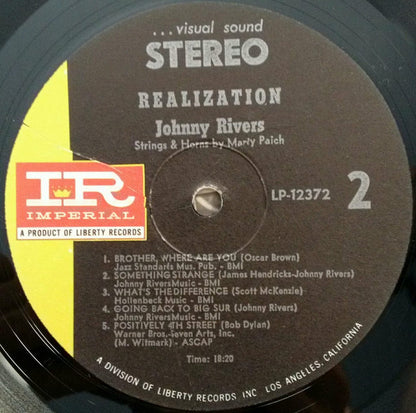 ...visual sound
STEREO
REALIZATION
Johnny Rivers
Strings & Horns by Marty Paich
IR
IMPERIAL
A PRODUCT OF LIBERTY RECORDS
LP-12372
2
1. BROTHER, WHERE ARE YOU (Oscar Brown)
Jazz Standards Mus. Pub. - BMI
2. SOMETHING STRANGE (James Hendricks-Johnny Rivers)
Johnny RiversMusic - BMI
3. WHAT'S THE DIFFERENCE (Scott McKenzie)
Hollenbeck Music - BMI
4. GOING BACK TO BIG SUR (Johnny Rivers)
Johnny RiversMusic - BMI
5. POSITIVELY 4TH STREET (Bob Dylan)
Warner Bros.-Seven Arts, Inc.
(M. Witmark) - ASCAP
Time: 18:20
A DIVISION OF LIBERTY RECORDS INC LOS ANGELES, CALIFORNIA